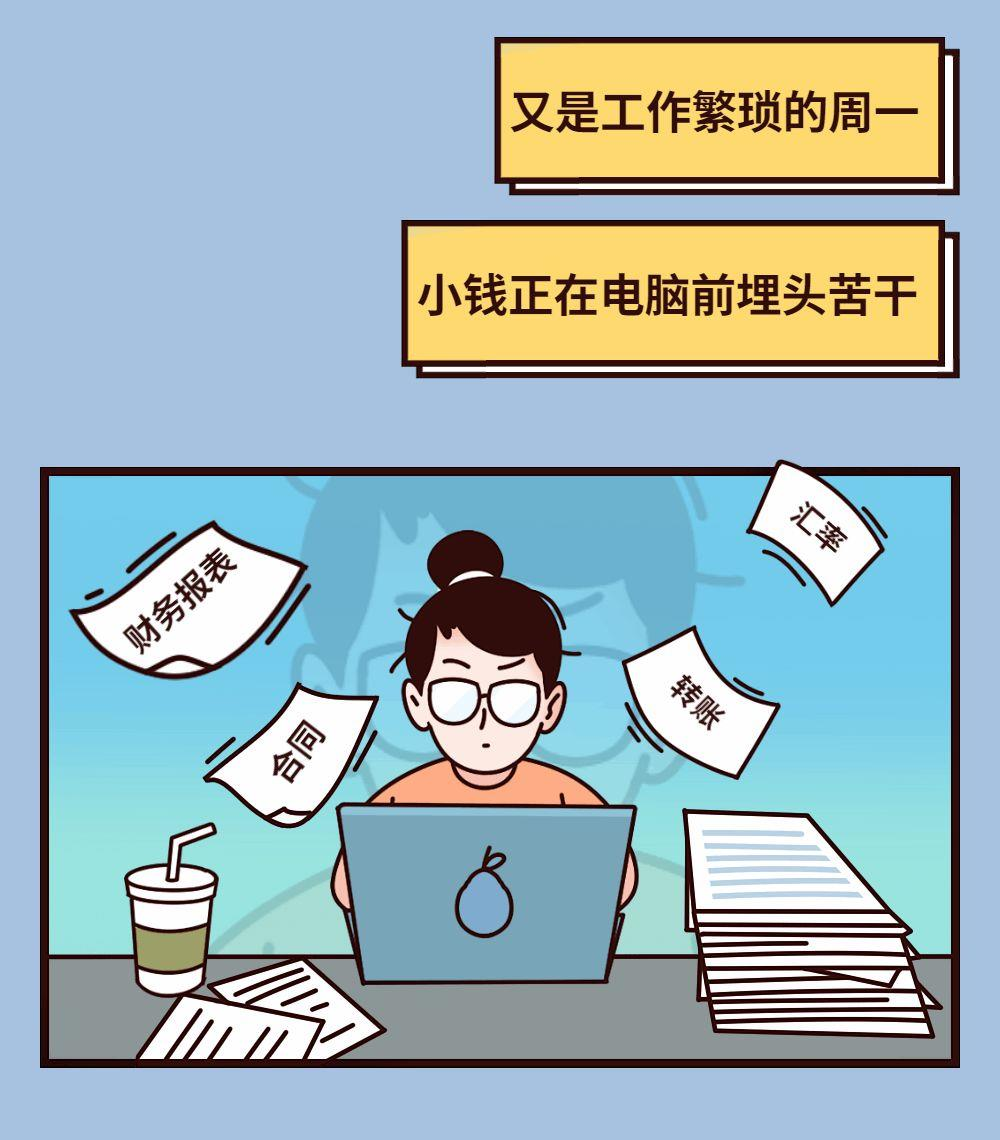 又是工作繁琐的周一
小钱正在电脑前埋头苦干
汇率
财务报表
转账
合同